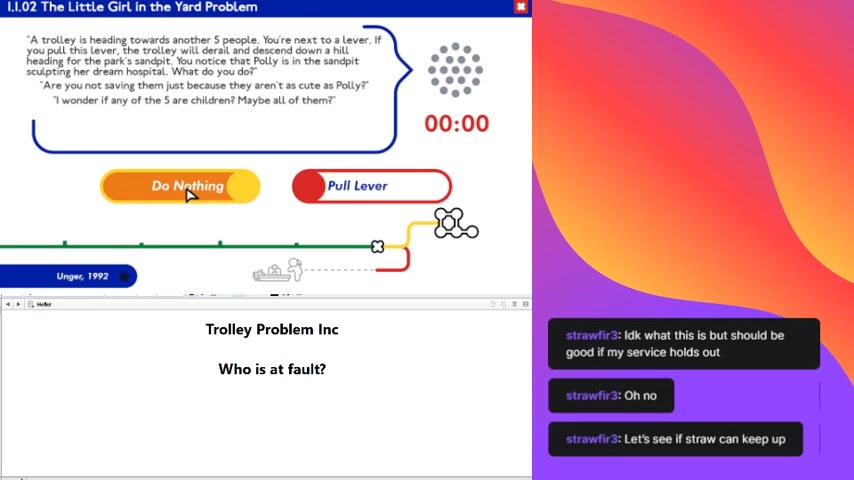 1.1.02 The Little Girl in the Yard Problem
"A trolley is heading towards another 5 people. You're next to a lever. If
you pull this lever, the trolley will derail and descend down a hill
heading for the park's sandpit. You notice that Polly is in the sandpit
sculpting her dream hospital. What do you do?"
"Are you not saving them just because they aren't as cute as Polly?"
"I wonder if any of the 5 are children? Maybe all of them?"
00:00
Do Nothing
Pull Lever
Unger, 1992
Hello!
Trolley Problem Inc
Who is at fault?
strawfir3: Idk what this is but should be
good if my service holds out
strawfir3: Oh no
strawfir3: Let's see if straw can keep up